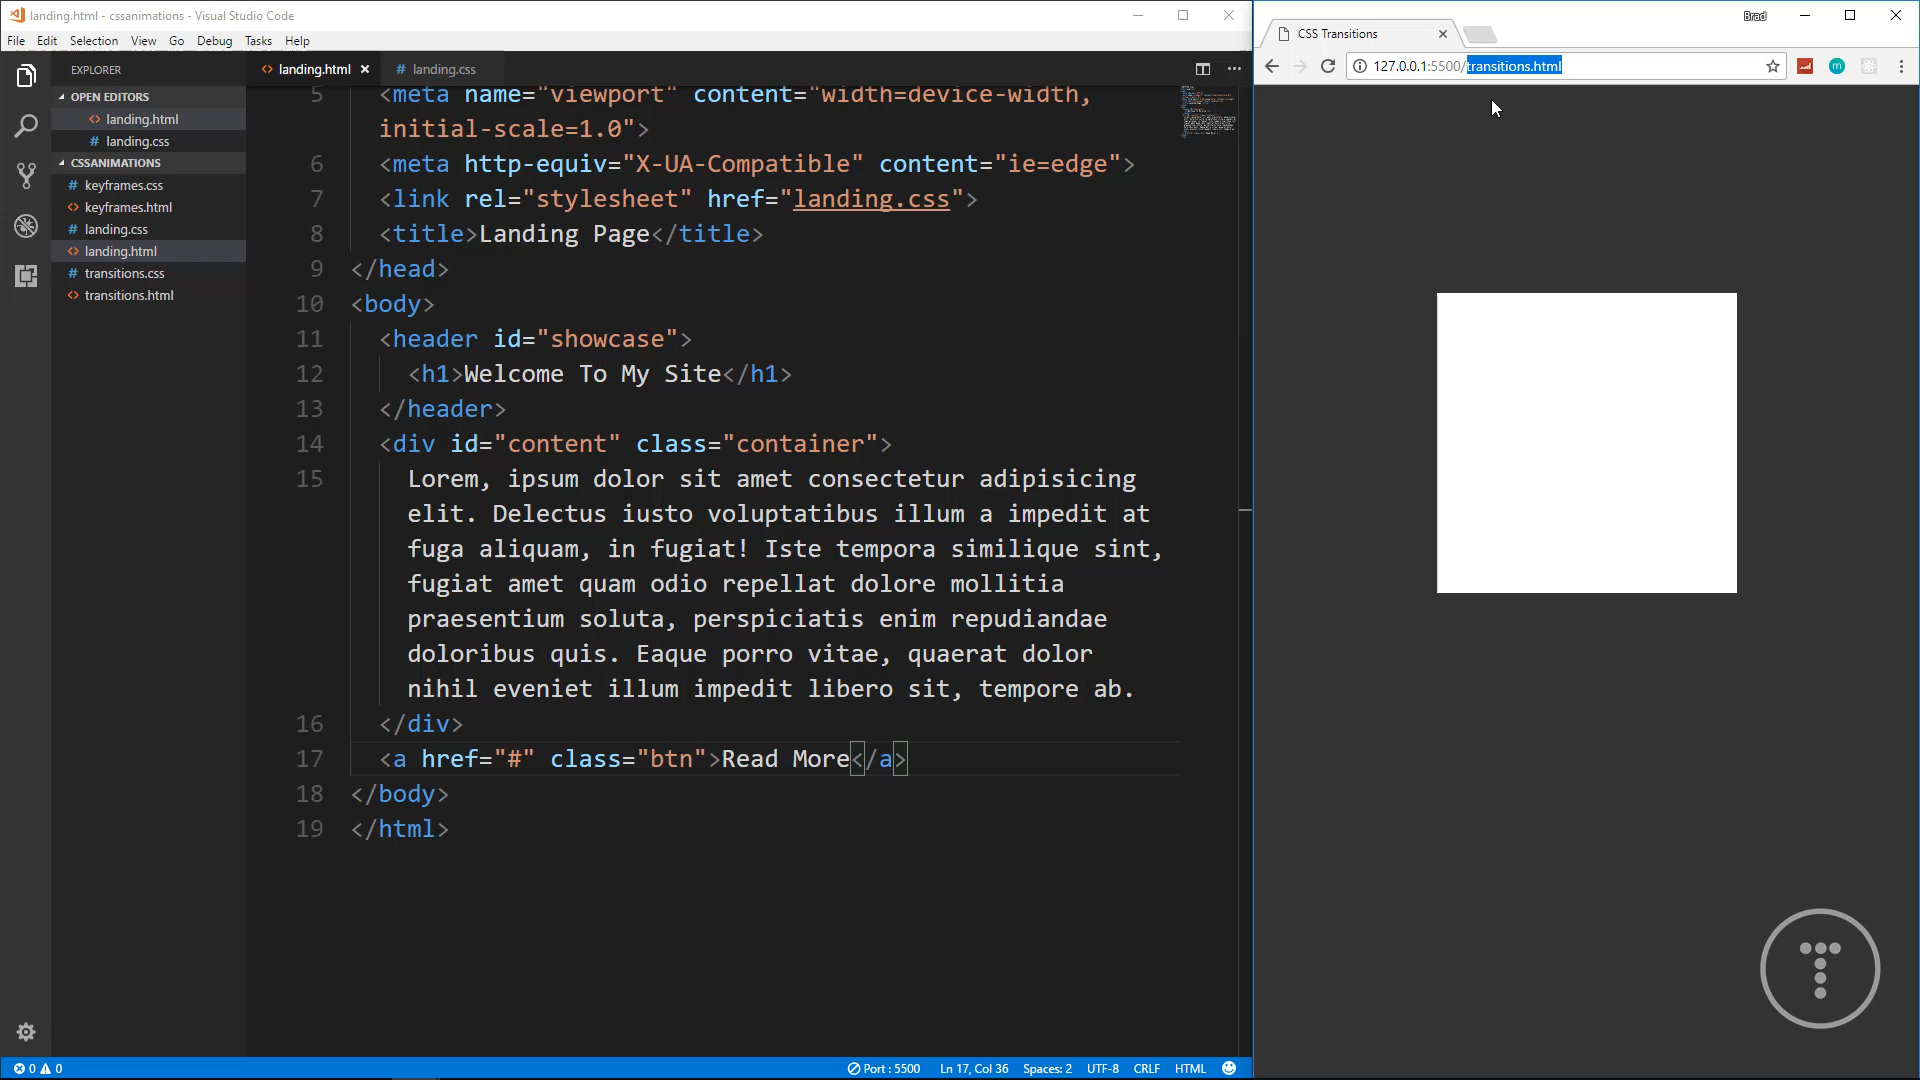 landing.html - cssanimations - Visual Studio Code
File Edit Selection View Go Debug Tasks Help
EXPLORER
OPEN EDITORS
landing.html
landing.css
CSSANIMATIONS
keyframes.css
keyframes.html
landing.css
landing.html
transitions.css
transitions.html
landing.html
landing.css
5 <meta name="viewport" content="width=device-width,
initial-scale=1.0">
6 <meta http-equiv="X-UA-Compatible" content="ie=edge">
7 <link rel="stylesheet" href="landing.css">
8 <title>Landing Page</title>
9 </head>
10 <body>
11 <header id="showcase">
12 <h1>Welcome To My Site</h1>
13 </header>
14 <div id="content" class="container">
15 Lorem, ipsum dolor sit amet consectetur adipisicing
elit. Delectus iusto voluptatibus illum a impedit at
fuga aliquam, in fugiat! Iste tempora similique sint,
fugiat amet quam odio repellat dolore mollitia
praesentium soluta, perspiciatis enim repudiandae
doloribus quis. Eaque porro vitae, quaerat dolor
nihil eveniet illum impedit libero sit, tempore ab.
16 </div>
17 <a href="#" class="btn">Read More</a>
18 </body>
19 </html>
0 0
Port : 5500 Ln 17, Col 36 Spaces: 2 UTF-8 CRLF HTML
Brad
CSS Transitions
127.0.0.1:5500/transitions.html